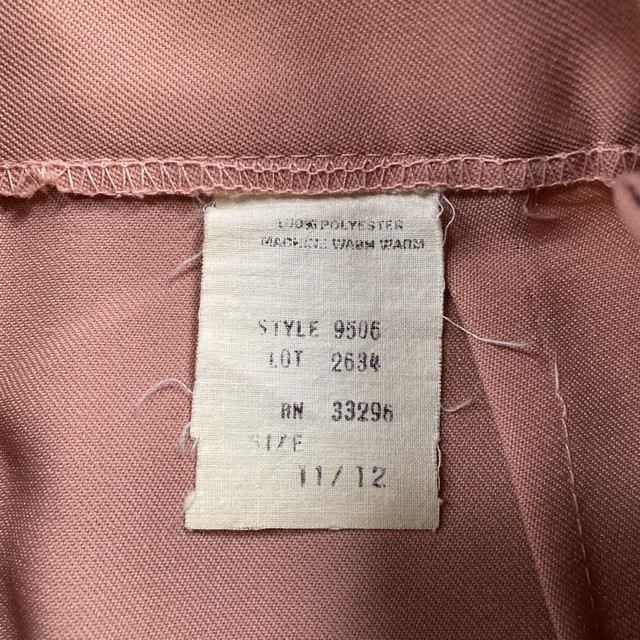 100% POLYESTER
MACHINE WASH WARM
STYLE 9506
LOT 2634
RN 33296
SIZE
11/12